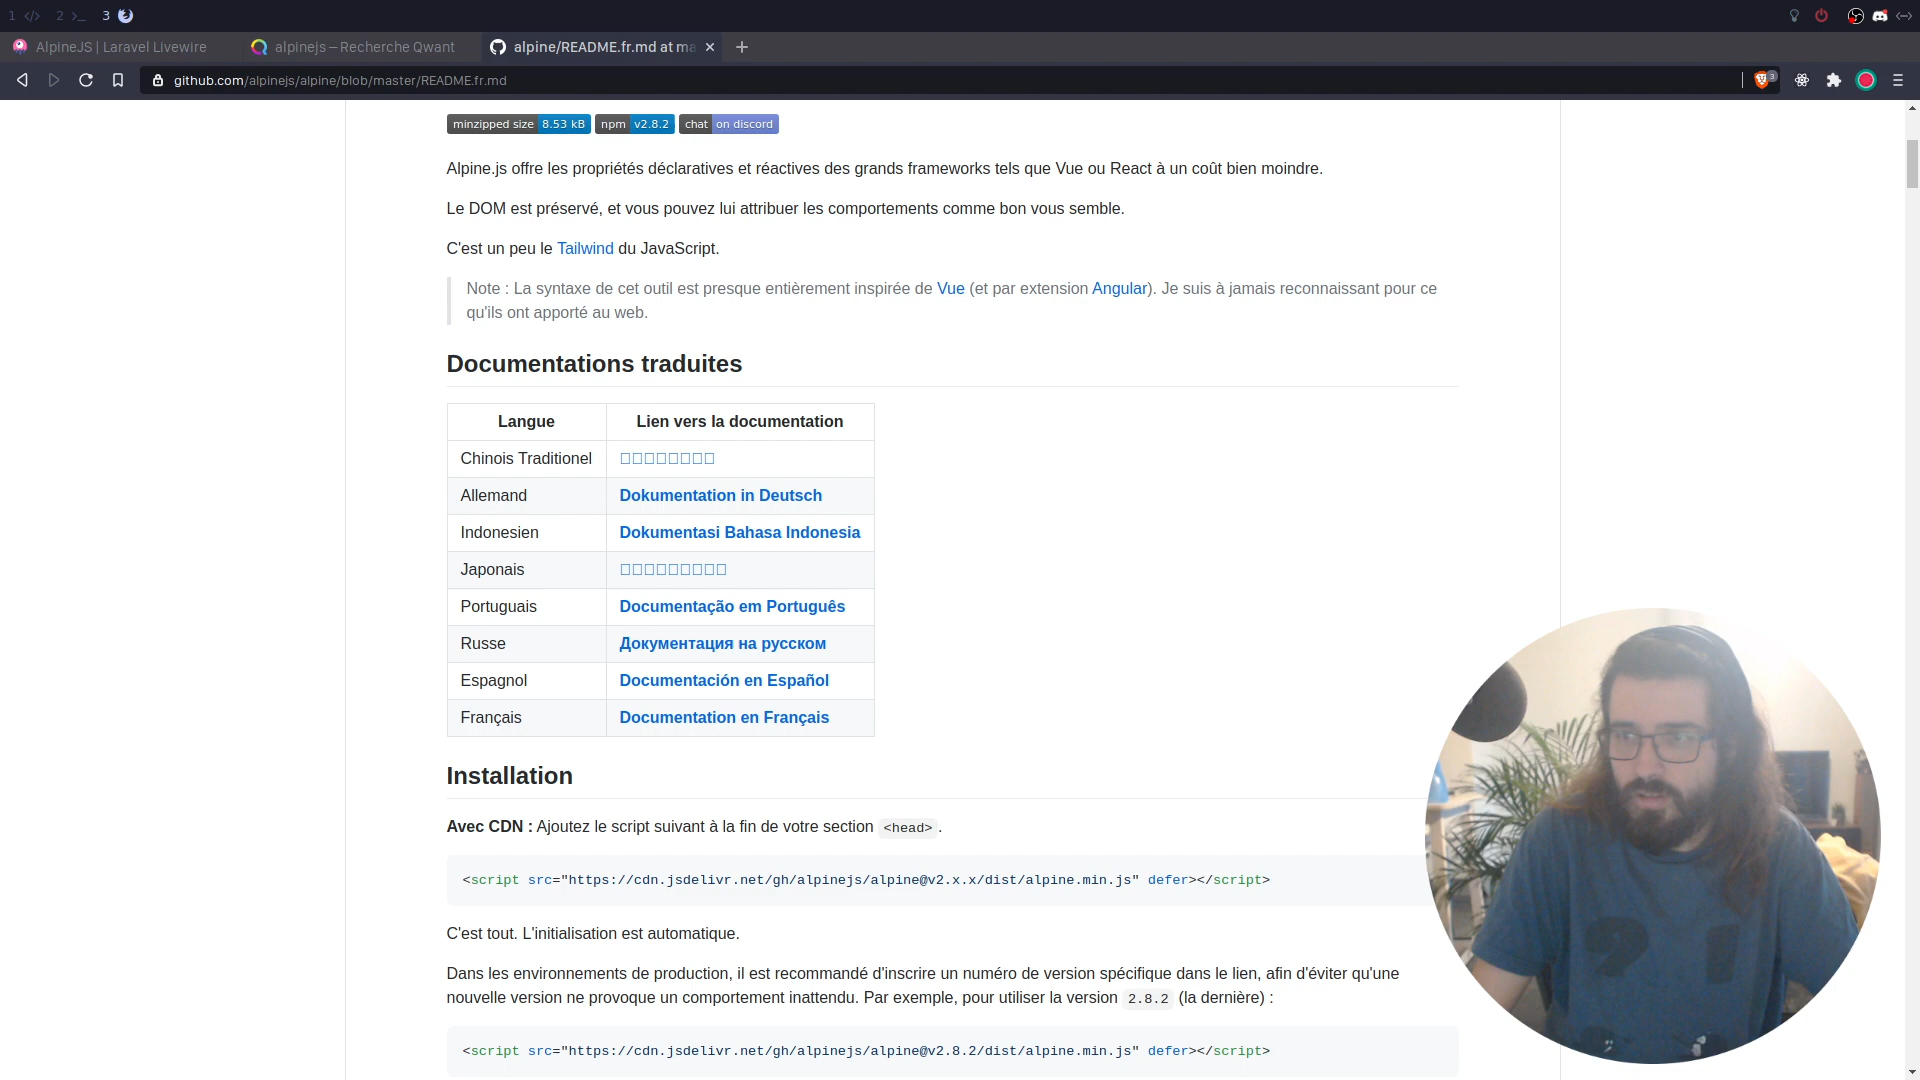 1 </> 2 >_ 3
AlpineJS | Laravel Livewire
alpinejs – Recherche Qwant
alpine/README.fr.md at ma
github.com/alpinejs/alpine/blob/master/README.fr.md
3
minzipped size 8.53 kB npm v2.8.2 chat on discord
Alpine.js offre les propriétés déclaratives et réactives des grands frameworks tels que Vue ou React à un coût bien moindre.
Le DOM est préservé, et vous pouvez lui attribuer les comportements comme bon vous semble.
C'est un peu le Tailwind du JavaScript.
Note : La syntaxe de cet outil est presque entièrement inspirée de Vue (et par extension Angular). Je suis à jamais reconnaissant pour ce
qu'ils ont apporté au web.
Documentations traduites
Langue Lien vers la documentation
Chinois Traditionel
Allemand Dokumentation in Deutsch
Indonesien Dokumentasi Bahasa Indonesia
Japonais
Portuguais Documentação em Português
Russe Документация на русском
Espagnol Documentación en Español
Français Documentation en Français
Installation
Avec CDN : Ajoutez le script suivant à la fin de votre section <head>.
<script src="https://cdn.jsdelivr.net/gh/alpinejs/alpine@v2.x.x/dist/alpine.min.js" defer></script>
C'est tout. L'initialisation est automatique.
Dans les environnements de production, il est recommandé d'inscrire un numéro de version spécifique dans le lien, afin d'éviter qu'une
nouvelle version ne provoque un comportement inattendu. Par exemple, pour utiliser la version 2.8.2 (la dernière) :
<script src="https://cdn.jsdelivr.net/gh/alpinejs/alpine@v2.8.2/dist/alpine.min.js" defer></script>